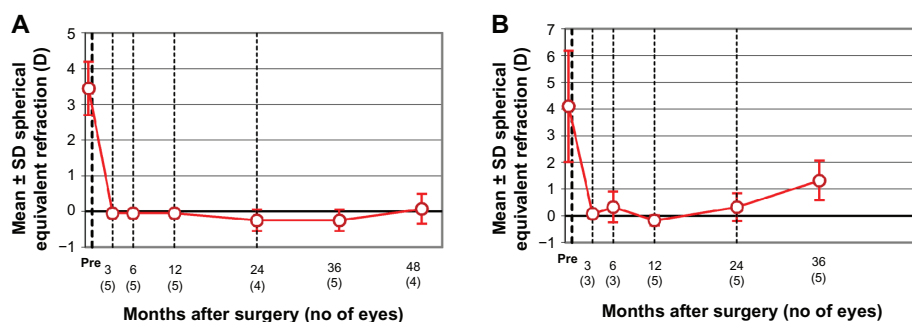 A
Mean ± SD spherical
equivalent refraction (D)
5
4
3
2
1
0
−1
Pre
3 6 12 24 36 48
(5) (5) (5) (4) (5) (4)
Months after surgery (no of eyes)
B
Mean ± SD spherical
equivalent refraction (D)
7
6
5
4
3
2
1
0
−1
Pre
3 6 12 24 36
(3) (3) (5) (5) (5)
Months after surgery (no of eyes)